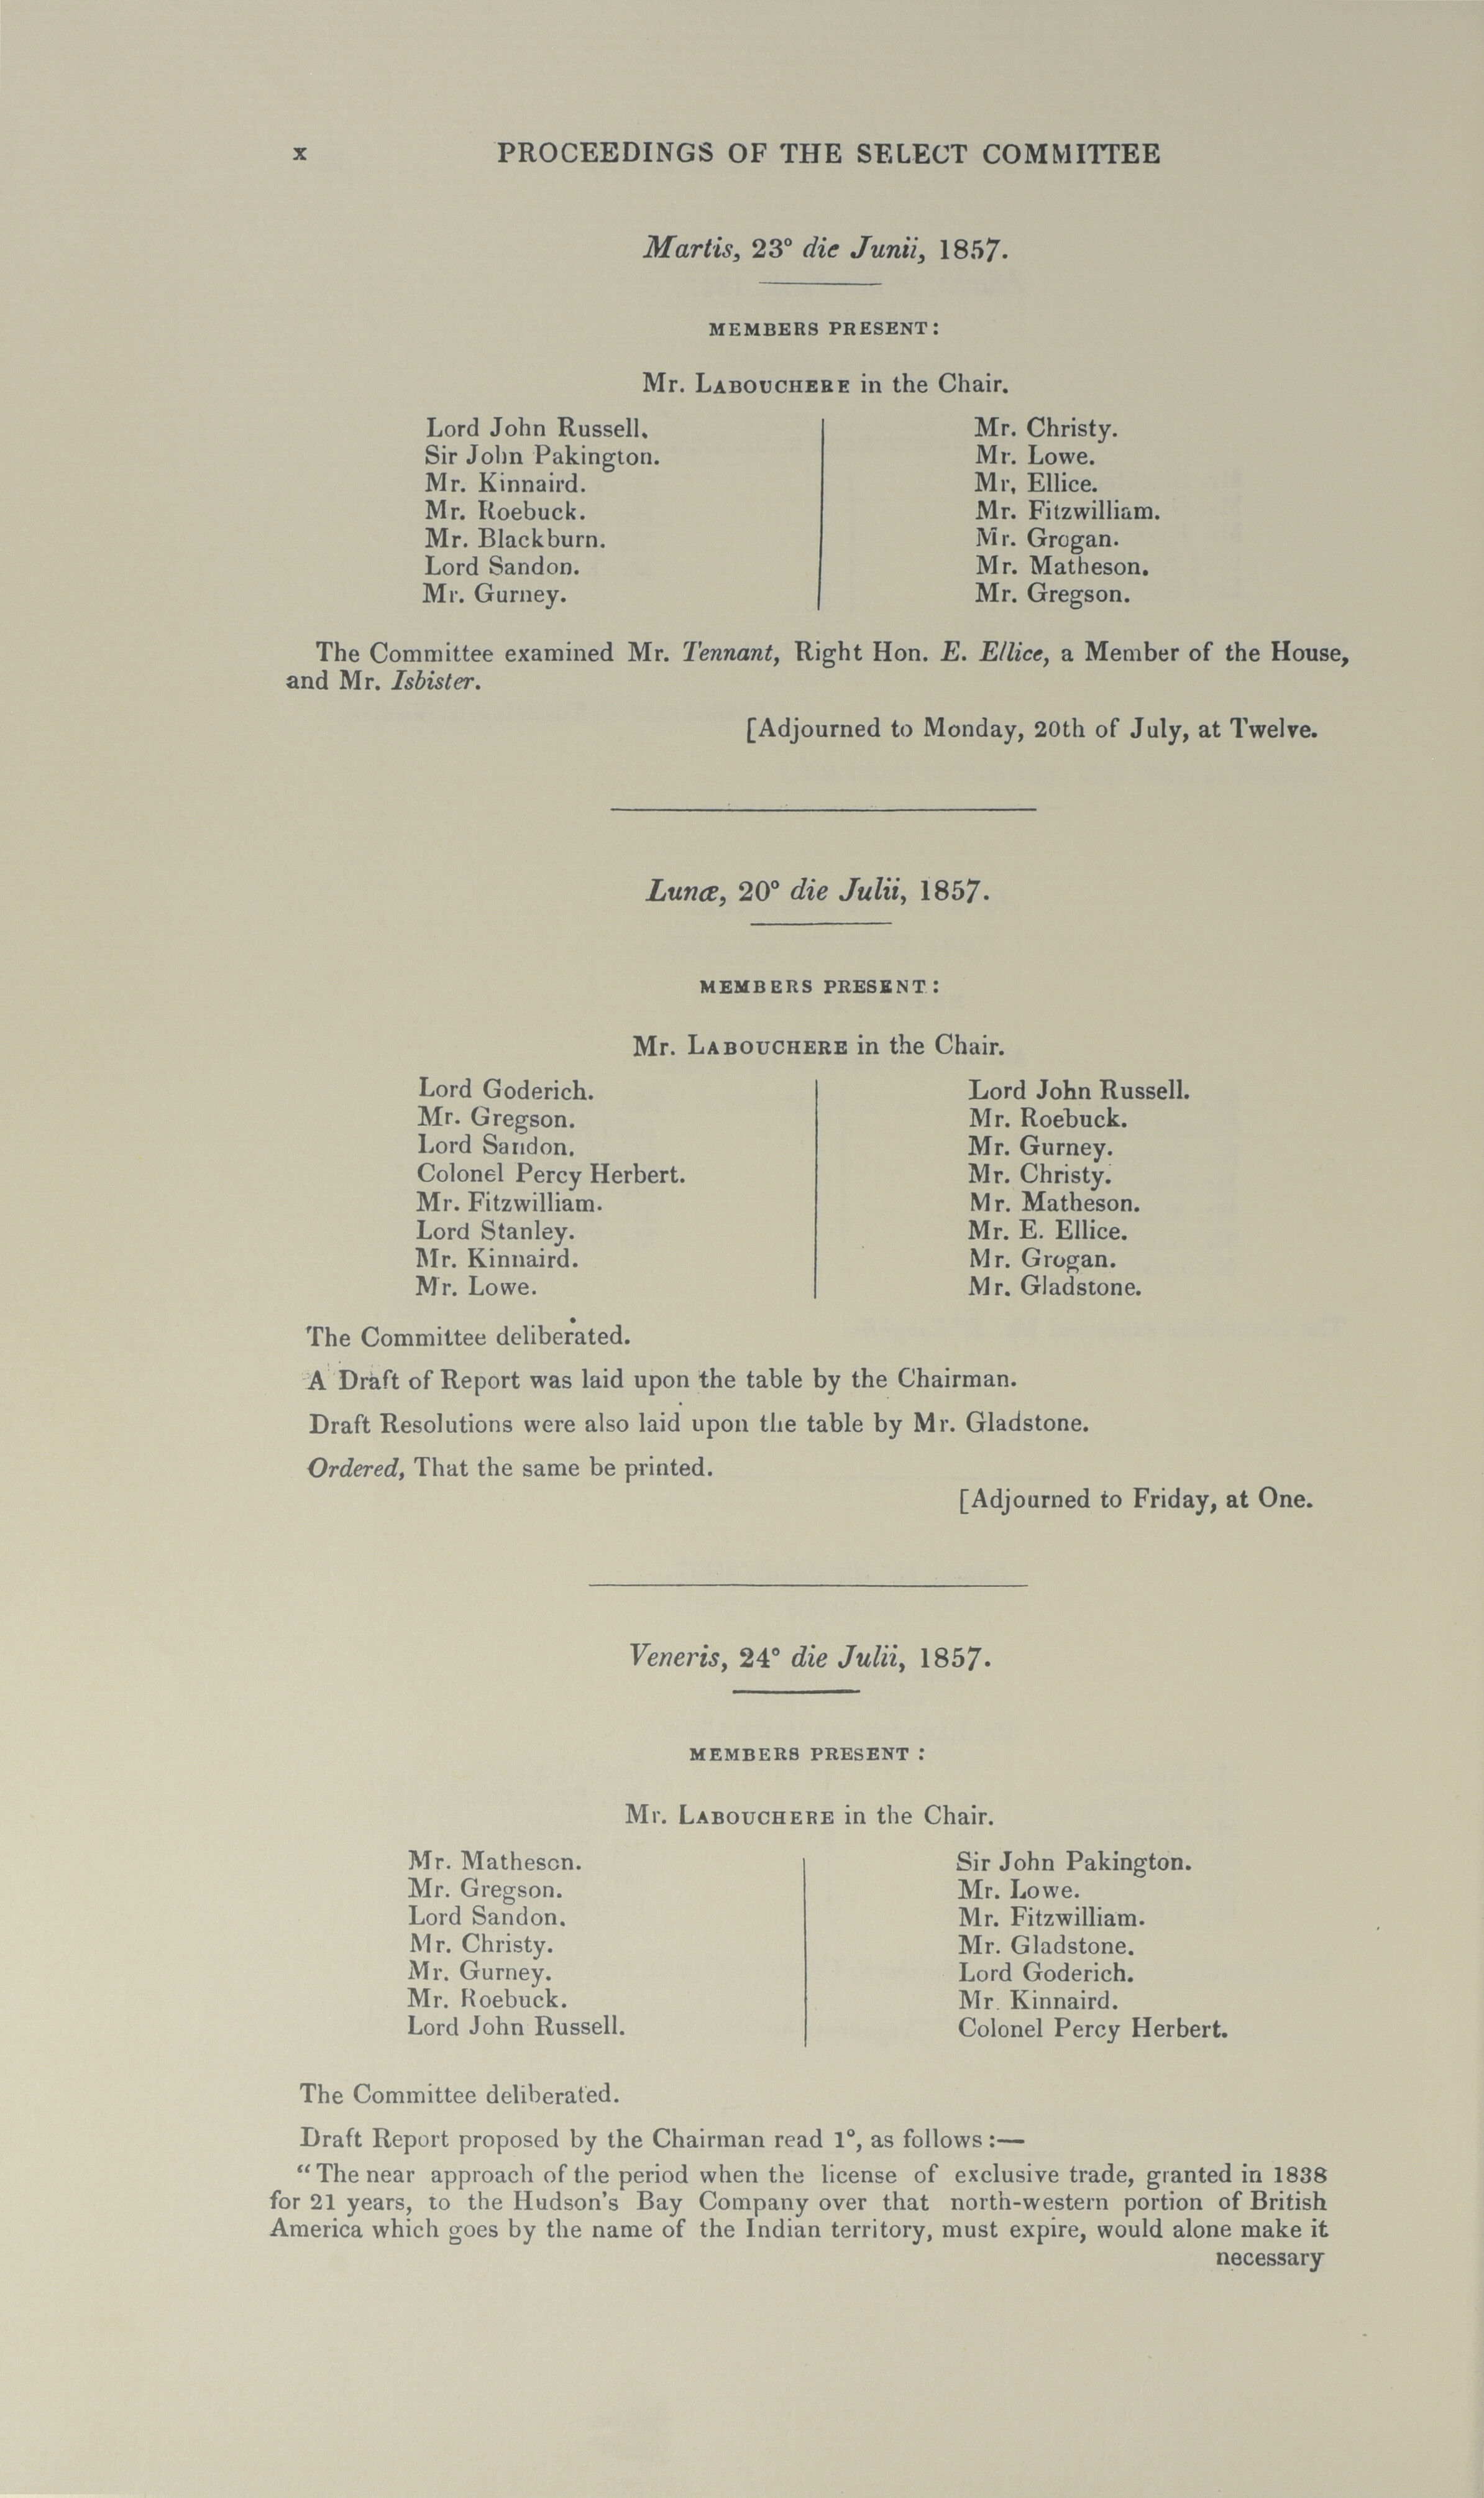 x PROCEEDINGS OF THE SELECT COMMITTEE
Martis, 23° die Junii, 1857.
MEMBERS PRESENT:
Mr. LABOUCHERE in the Chair.
Lord John Russell.
Sir John Pakington.
Mr. Kinnaird.
Mr. Roebuck.
Mr. Blackburn.
Lord Sandon.
Mr. Gurney.
Mr. Christy.
Mr. Lowe.
Mr. Ellice.
Mr. Fitzwilliam.
Mr. Grogan.
Mr. Matheson.
Mr. Gregson.
The Committee examined Mr. Tennant, Right Hon. E. Ellice, a Member of the House,
and Mr. Isbister.
[Adjourned to Monday, 20th of July, at Twelve.
Lunæ, 20° die Julii, 1857.
MEMBERS PRESENT:
Mr. LABOUCHERE in the Chair.
Lord Goderich.
Mr. Gregson.
Lord Sandon.
Colonel Percy Herbert.
Mr. Fitzwilliam.
Lord Stanley.
Mr. Kinnaird.
Mr. Lowe.
Lord John Russell.
Mr. Roebuck.
Mr. Gurney.
Mr. Christy.
Mr. Matheson.
Mr. E. Ellice.
Mr. Grogan.
Mr. Gladstone.
The Committee deliberated.
A Draft of Report was laid upon the table by the Chairman.
Draft Resolutions were also laid upon the table by Mr. Gladstone.
Ordered, That the same be printed.
[Adjourned to Friday, at One.
Veneris, 24° die Julii, 1857.
MEMBERS PRESENT :
Mr. LABOUCHERE in the Chair.
Mr. Matheson.
Mr. Gregson.
Lord Sandon.
Mr. Christy.
Mr. Gurney.
Mr. Roebuck.
Lord John Russell.
Sir John Pakington.
Mr. Lowe.
Mr. Fitzwilliam.
Mr. Gladstone.
Lord Goderich.
Mr. Kinnaird.
Colonel Percy Herbert.
The Committee deliberated.
Draft Report proposed by the Chairman read 1°, as follows :—
“ The near approach of the period when the license of exclusive trade, granted in 1838
for 21 years, to the Hudson's Bay Company over that north-western portion of British
America which goes by the name of the Indian territory, must expire, would alone make it
necessary